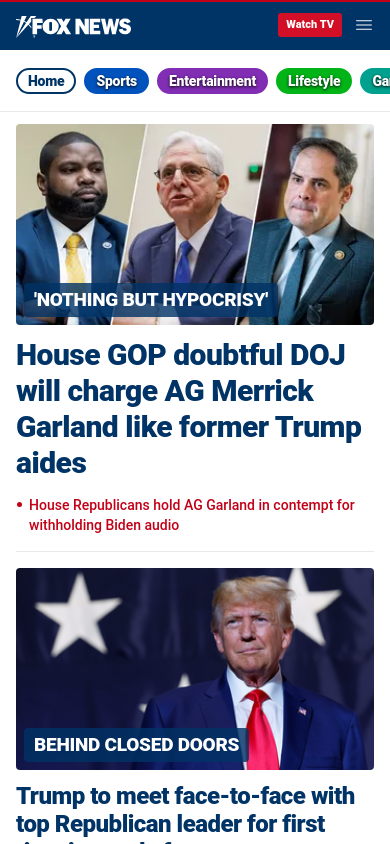 FOX NEWS
Watch TV
Home
Sports
Entertainment
Lifestyle
'NOTHING BUT HYPOCRISY'
House GOP doubtful DOJ
will charge AG Merrick
Garland like former Trump
aides
• House Republicans hold AG Garland in contempt for
withholding Biden audio
BEHIND CLOSED DOORS
Trump to meet face-to-face with
top Republican leader for first